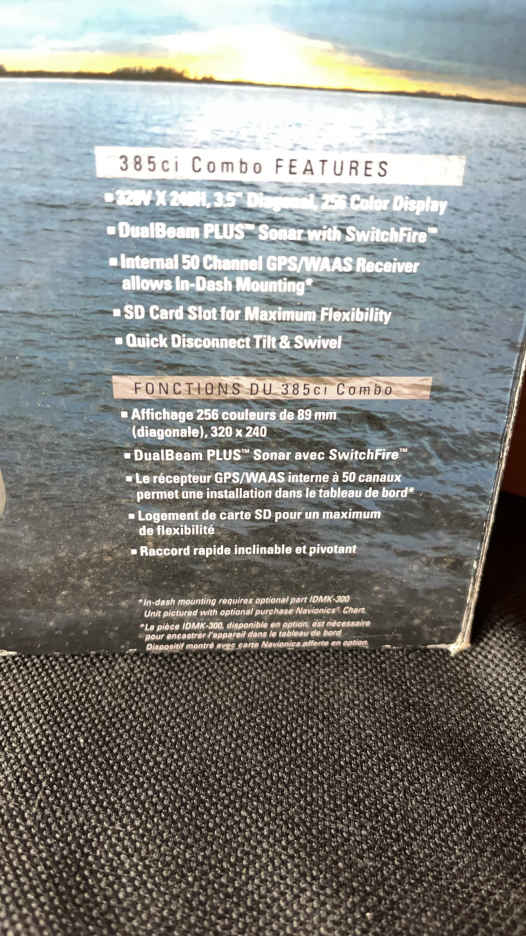 385ci Combo FEATURES
▪ 320V X 240H, 3.5" Diagonal, 256 Color Display
▪ DualBeam PLUS™ Sonar with SwitchFire™
▪ Internal 50 Channel GPS/WAAS Receiver
allows In-Dash Mounting*
▪ SD Card Slot for Maximum Flexibility
▪ Quick Disconnect Tilt & Swivel
FONCTIONS DU 385ci Combo
▪ Affichage 256 couleurs de 89 mm
(diagonale), 320 x 240
▪ DualBeam PLUS™ Sonar avec SwitchFire™
▪ Le récepteur GPS/WAAS interne à 50 canaux
permet une installation dans le tableau de bord*
▪ Logement de carte SD pour un maximum
de flexibilité
▪ Raccord rapide inclinable et pivotant
*In-dash mounting requires optional part IDMK-300
Unit pictured with optional purchase Navionics® Chart.
*La pièce IDMK-300, disponible en option, est nécessaire
pour encastrer l'appareil dans le tableau de bord
Dispositif montré avec carte Navionics offerte en option.